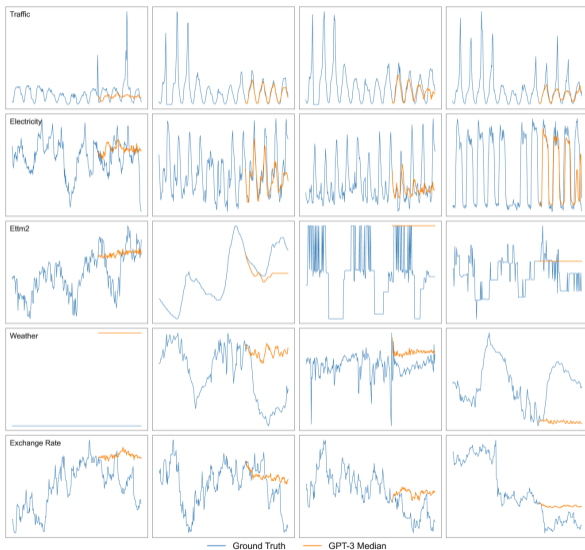 Traffic
Electricity
Ettm2
Weather
Exchange Rate
Ground Truth GPT-3 Median